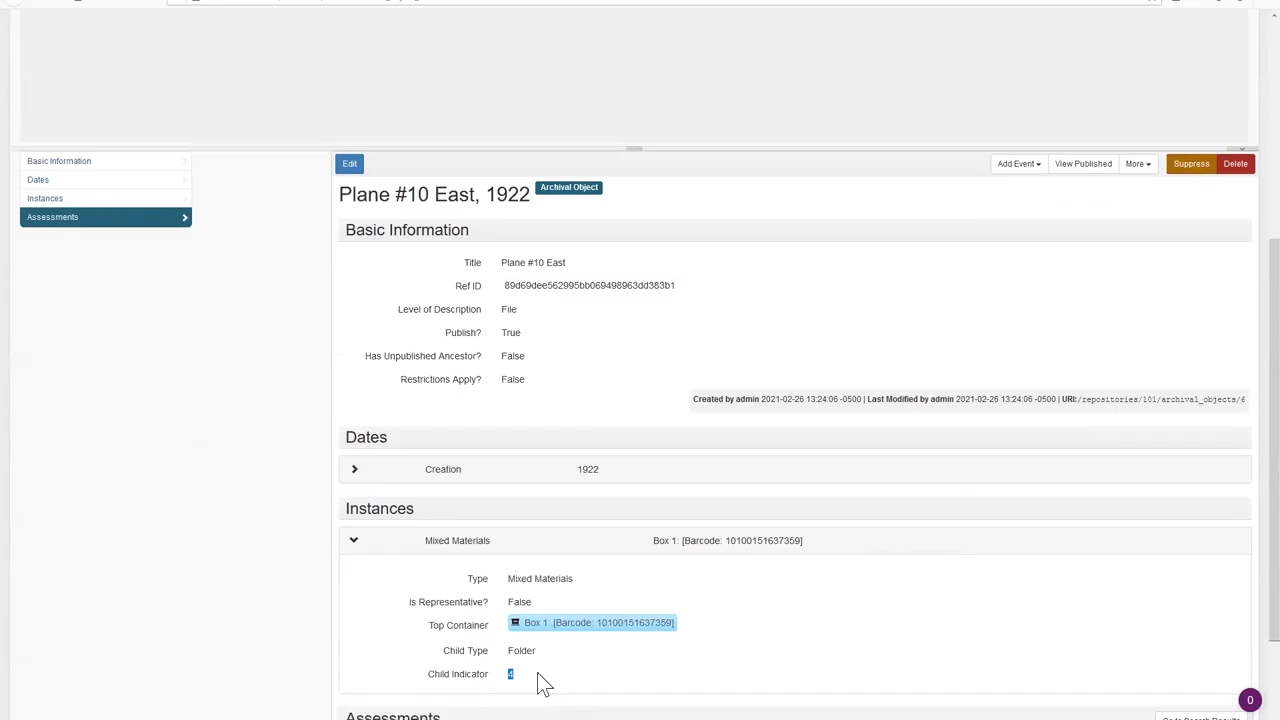 Basic Information
Dates
Instances
Assessments
Edit
Add Event
View Published
More
Suppress
Delete
Plane #10 East, 1922
Archival Object
Basic Information
Title Plane #10 East
Ref ID 89d69dee562995bb069498963dd383b1
Level of Description File
Publish? True
Has Unpublished Ancestor? False
Restrictions Apply? False
Created by admin 2021-02-26 13:24:06 -0500 | Last Modified by admin 2021-02-26 13:24:06 -0500 | URI:/repositories/101/archival_objects/6
Dates
Creation 1922
Instances
Mixed Materials Box 1: [Barcode: 10100151637359]
Type Mixed Materials
Is Representative? False
Top Container Box 1: [Barcode: 10100151637359]
Child Type Folder
Child Indicator 4
Assessments
0